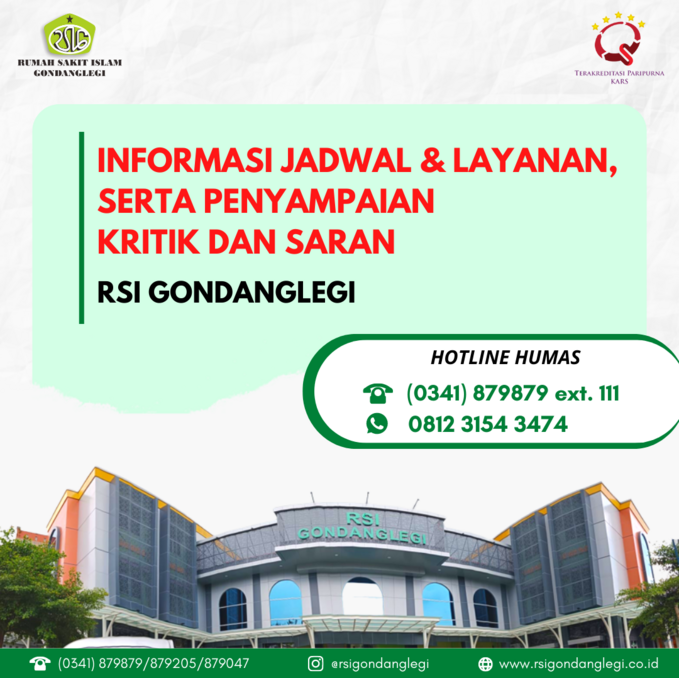 RSIG
RUMAH SAKIT ISLAM
GONDANGLEGI
TERAKREDITASI PARIPURNA
KARS
INFORMASI JADWAL & LAYANAN,
SERTA PENYAMPAIAN
KRITIK DAN SARAN
RSI GONDANGLEGI
HOTLINE HUMAS
(0341) 879879 ext. 111
0812 3154 3474
RSI
GONDANGLEGI
(0341) 879879/879205/879047
@rsigondanglegi
www.rsigondanglegi.co.id